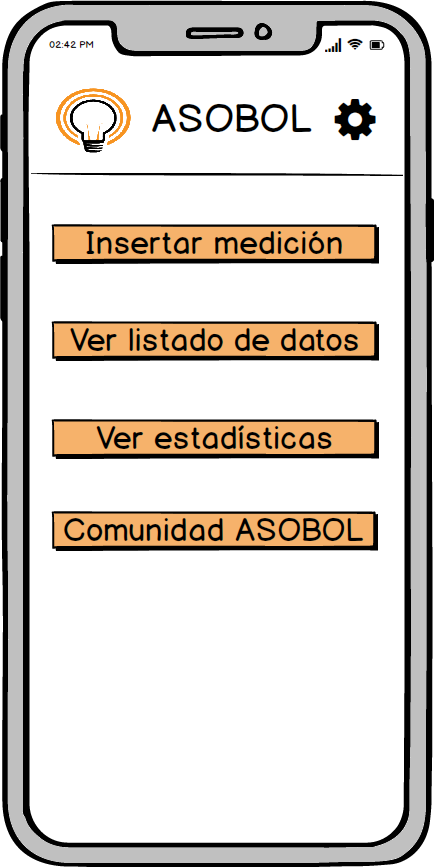 02:42 PM
ASOBOL
Insertar medición
Ver listado de datos
Ver estadísticas
Comunidad ASOBOL